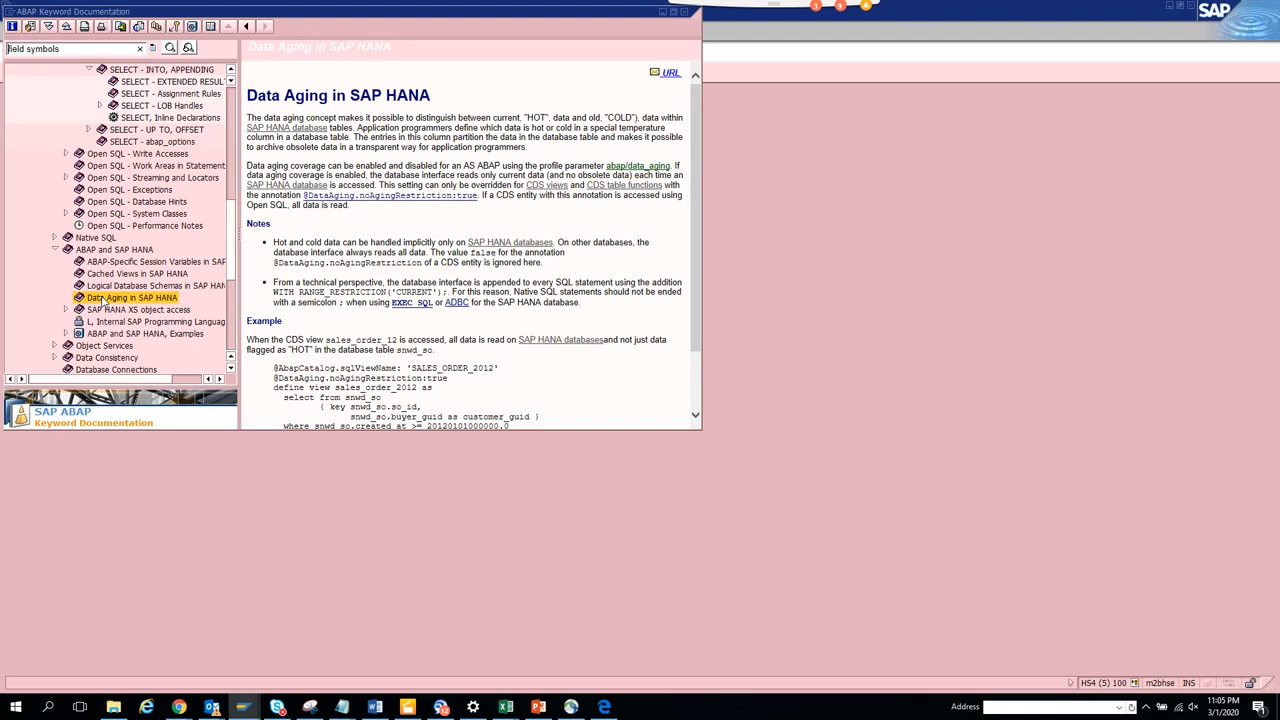 ABAP Keyword Documentation
3
9
SAP
field symbols
SELECT - INTO, APPENDING
SELECT - EXTENDED RESUL
SELECT - Assignment Rules
SELECT - LOB Handles
SELECT, Inline Declarations
SELECT - UP TO, OFFSET
SELECT - abap_options
Open SQL - Write Accesses
Open SQL - Work Areas in Statement
Open SQL - Streaming and Locators
Open SQL - Exceptions
Open SQL - Database Hints
Open SQL - System Classes
Open SQL - Performance Notes
Native SQL
ABAP and SAP HANA
ABAP-Specific Session Variables in SAP
Cached Views in SAP HANA
Logical Database Schemas in SAP HAN
Data Aging in SAP HANA
SAP HANA XS object access
L, Internal SAP Programming Languag
ABAP and SAP HANA, Examples
Object Services
Data Consistency
Database Connections
SAP ABAP
Keyword Documentation
Data Aging in SAP HANA
URL
Data Aging in SAP HANA
The data aging concept makes it possible to distinguish between current, "HOT", data and old, "COLD), data within
SAP HANA database tables. Application programmers define which data is hot or cold in a special temperature
column in a database table. The entries in this column partition the data in the database table and makes it possible
to archive obsolete data in a transparent way for application programmers.
Data aging coverage can be enabled and disabled for an AS ABAP using the profile parameter abap/data_aging. If
data aging coverage is enabled, the database interface reads only current data (and no obsolete data) each time an
SAP HANA database is accessed. This setting can only be overridden for CDS views and CDS table functions with
the annotation @DataAging.noAgingRestriction:true. If a CDS entity with this annotation is accessed using
Open SQL, all data is read.
Notes
Hot and cold data can be handled implicitly only on SAP HANA databases. On other databases, the
database interface always reads all data. The value false for the annotation
@DataAging.noAgingRestriction of a CDS entity is ignored here.
From a technical perspective, the database interface is appended to every SQL statement using the addition
WITH RANGE_RESTRICTION('CURRENT');. For this reason, Native SQL statements should not be ended
with a semicolon ; when using EXEC SQL or ADBC for the SAP HANA database.
Example
When the CDS view sales_order_12 is accessed, all data is read on SAP HANA databasesand not just data
flagged as "HOT" in the database table snwd_so.
@AbapCatalog.sqlViewName: 'SALES_ORDER_2012'
@DataAging.noAgingRestriction:true
define view sales_order_2012 as
select from snwd_so
{ key snwd_so.so_id,
snwd_so.buyer_guid as customer_guid }
where snwd_so.created_at >= 20120101000000.0
HS4 (5) 100
m2bhse
INS
Address
11:05 PM
3/1/2020
1